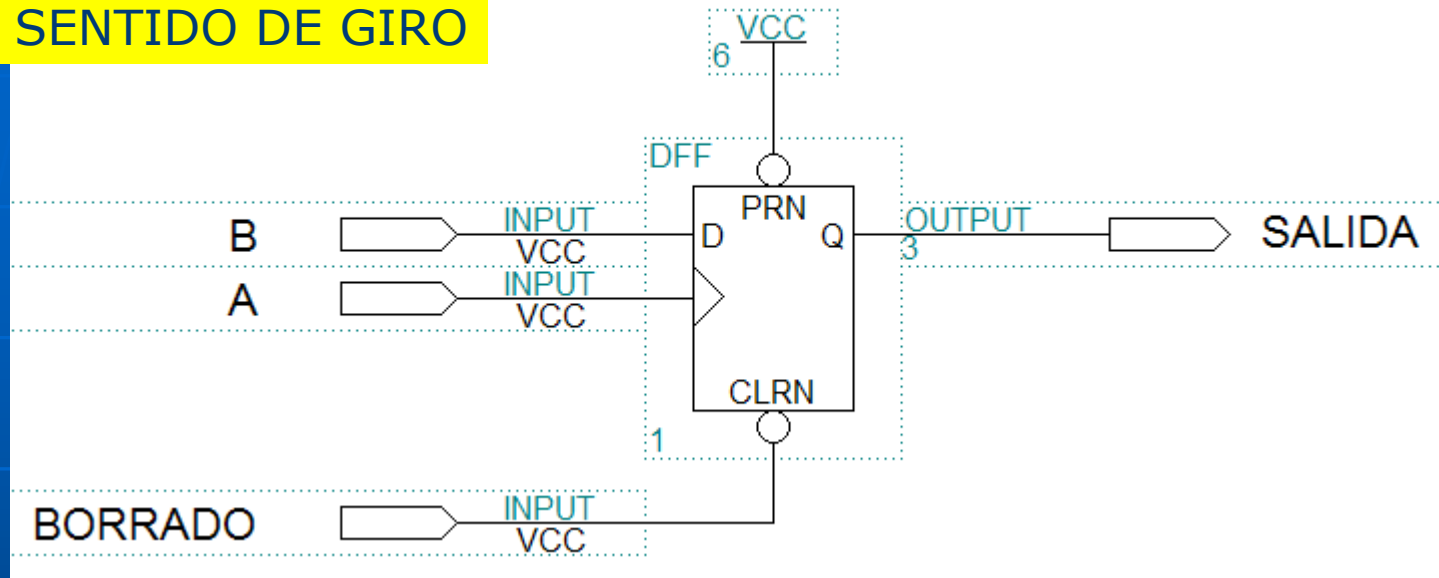 SENTIDO DE GIRO
VCC
6
DFF
PRN
B
INPUT
VCC
D
Q
OUTPUT
3
SALIDA
A
INPUT
VCC
CLRN
1
BORRADO
INPUT
VCC